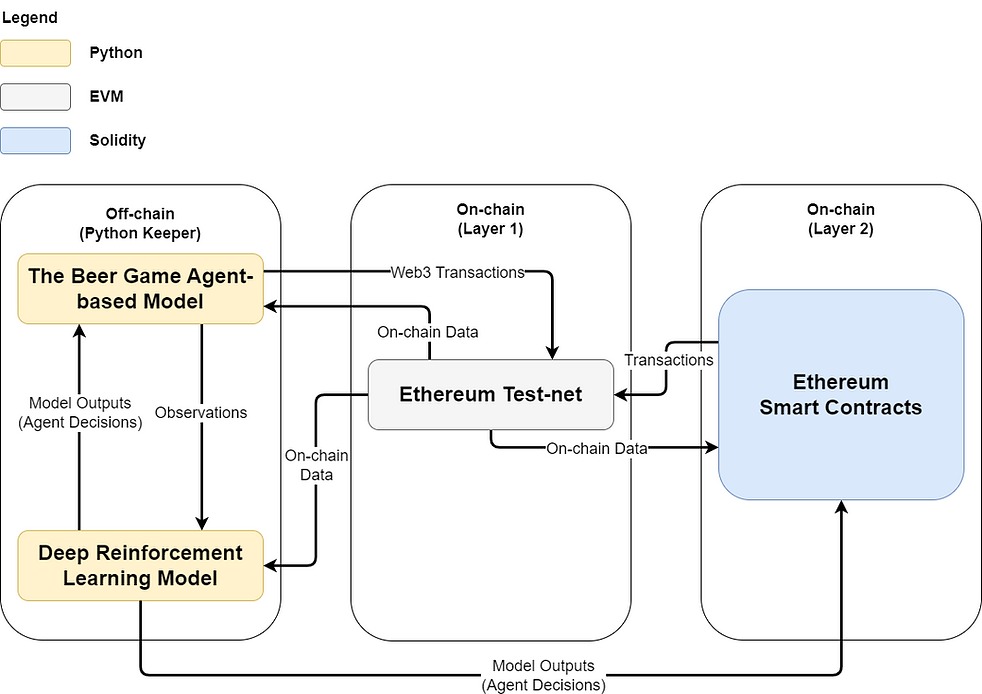 Legend
Python
EVM
Solidity
Off-chain
(Python Keeper)
On-chain
(Layer 1)
On-chain
(Layer 2)
The Beer Game Agent-
based Model
Web3 Transactions
On-chain Data
Transactions
Ethereum Test-net
Ethereum
Smart Contracts
Model Outputs
(Agent Decisions)
Observations
On-chain
Data
On-chain Data
Deep Reinforcement
Learning Model
Model Outputs
(Agent Decisions)